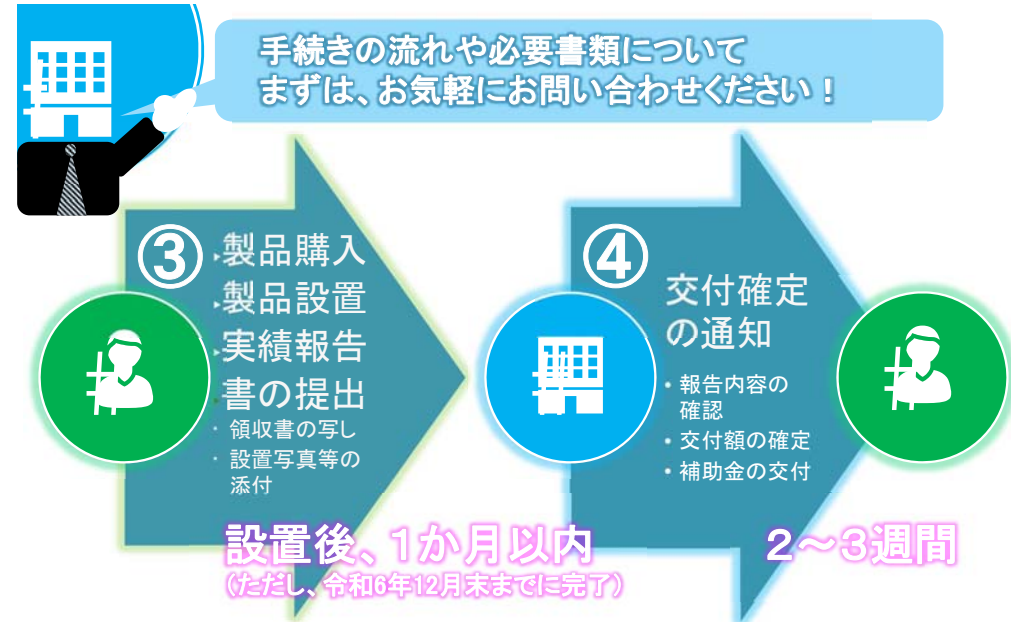 手続きの流れや必要書類について
まずは、お気軽にお問い合わせください!
③
製品購入
製品設置
実績報告
書の提出
・ 領収書の写し
・ 設置写真等の
添付
設置後、1か月以内
(ただし、令和6年12月末までに完了)
④
交付確定
の通知
• 報告内容の
確認
• 交付額の確定
• 補助金の交付
2～3週間